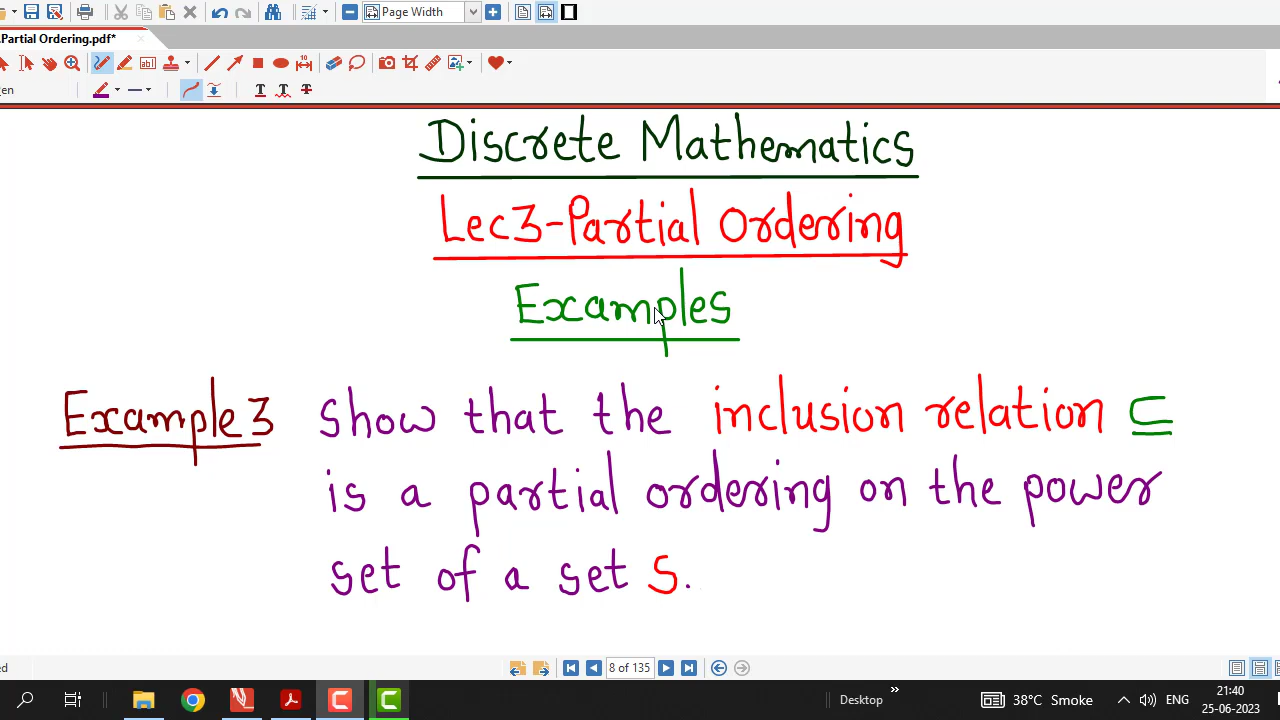 Page Width
.Partial Ordering.pdf*
Discrete Mathematics
Lec3-Partial Ordering
Examples
Example 3 Show that the inclusion relation ⊆
is a partial ordering on the power
set of a set S.
8 of 135
Desktop
38°C Smoke
ENG
21:40
25-06-2023